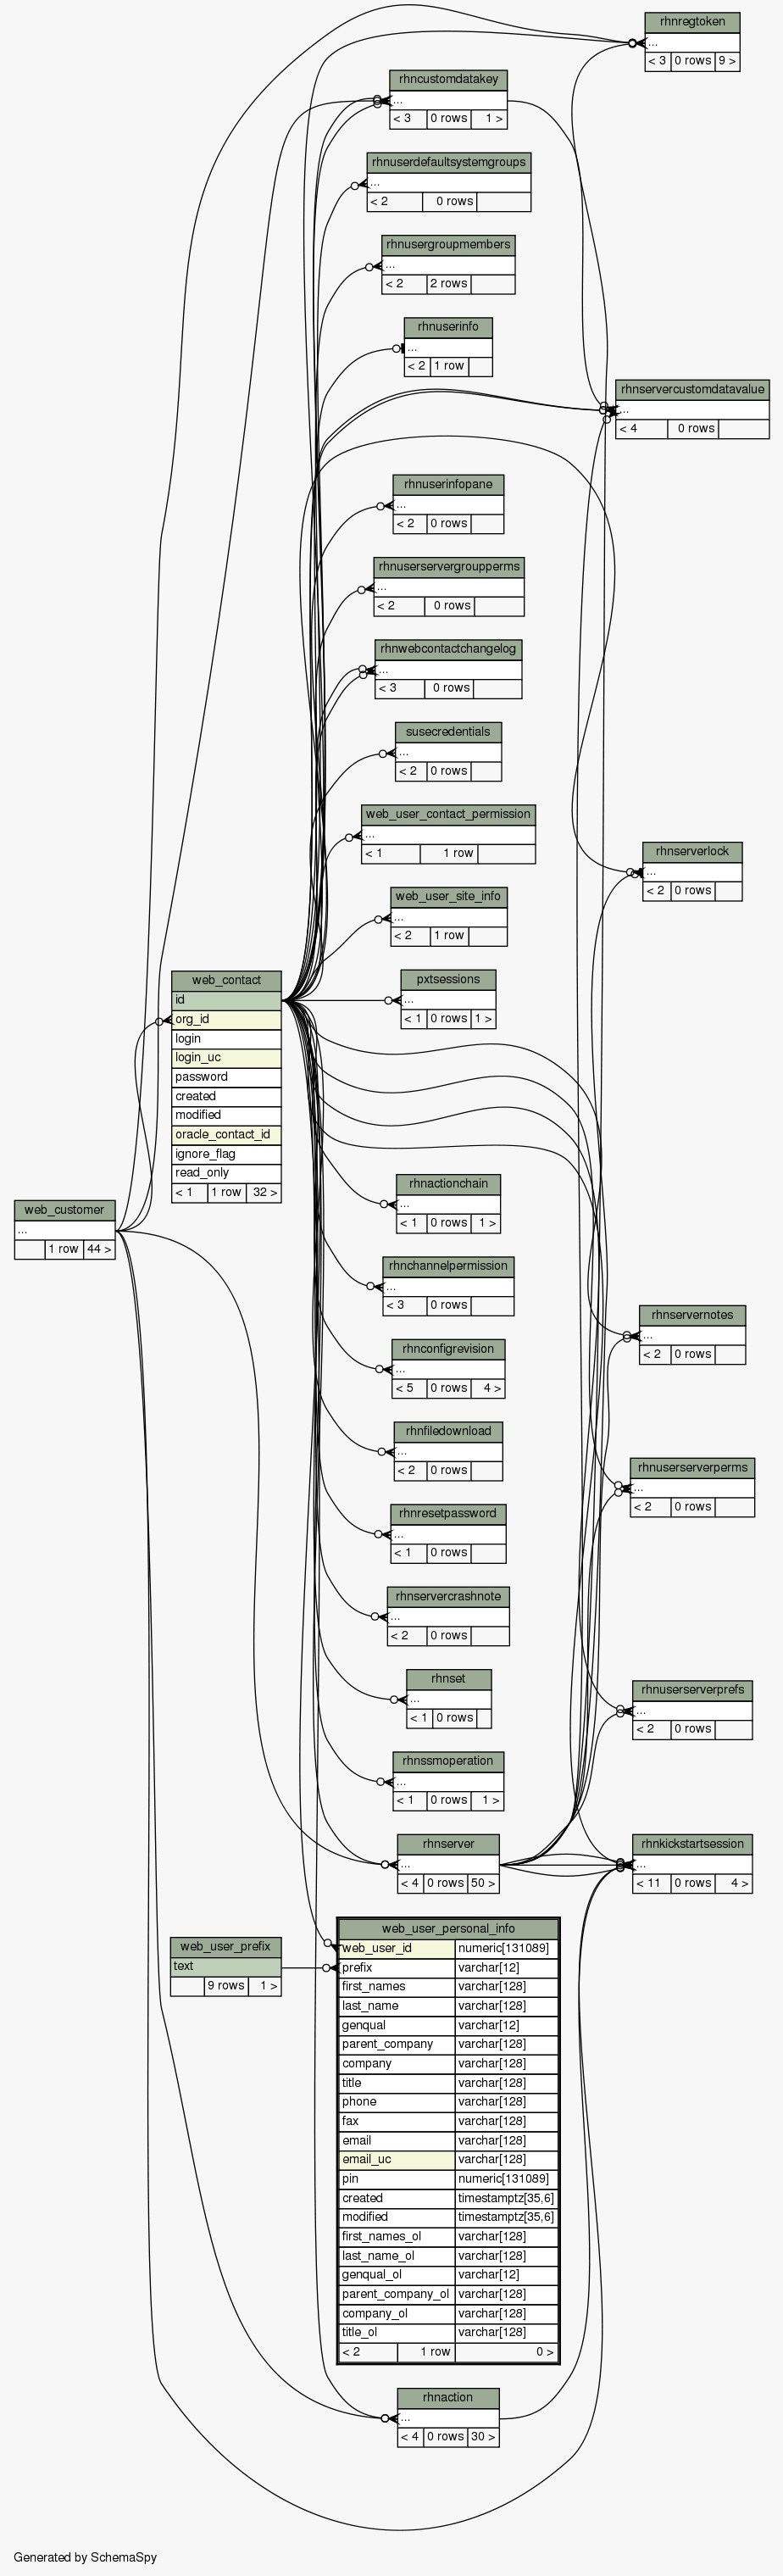 rhnregtoken
...
< 3 0 rows 9 >
rhncustomdatakey
...
< 3 0 rows 1 >
rhnuserdefaultsystemgroups
...
< 2 0 rows
rhnusergroupmembers
...
< 2 2 rows
rhnuserinfo
...
< 2 1 row
rhnservercustomdatavalue
...
< 4 0 rows
rhnuserinfopane
...
< 2 0 rows
rhnuserservergroupperms
...
< 2 0 rows
rhnwebcontactchangelog
...
< 3 0 rows
susecredentials
...
< 2 0 rows
web_user_contact_permission
...
< 1 1 row
rhnserverlock
...
< 2 0 rows
web_user_site_info
...
< 2 1 row
pxtsessions
...
< 1 0 rows 1 >
web_contact
id
org_id
login
login_uc
password
created
modified
oracle_contact_id
ignore_flag
read_only
< 1 1 row 32 >
web_customer
...
1 row 44 >
rhnactionchain
...
< 1 0 rows 1 >
rhnchannelpermission
...
< 3 0 rows
rhnservernotes
...
< 2 0 rows
rhnconfigrevision
...
< 5 0 rows 4 >
rhnfiledownload
...
< 2 0 rows
rhnuserserverperms
...
< 2 0 rows
rhnresetpassword
...
< 1 0 rows
rhnservercrashnote
...
< 2 0 rows
rhnset
...
< 1 0 rows
rhnuserserverprefs
...
< 2 0 rows
rhnssmoperation
...
< 1 0 rows 1 >
rhnserver
...
< 4 0 rows 50 >
rhnkickstartsession
...
< 11 0 rows 4 >
web_user_prefix
text
9 rows 1 >
web_user_personal_info
web_user_id numeric[131089]
prefix varchar[12]
first_names varchar[128]
last_name varchar[128]
genqual varchar[12]
parent_company varchar[128]
company varchar[128]
title varchar[128]
phone varchar[128]
fax varchar[128]
email varchar[128]
email_uc varchar[128]
pin numeric[131089]
created timestamptz[35,6]
modified timestamptz[35,6]
first_names_ol varchar[128]
last_name_ol varchar[128]
genqual_ol varchar[12]
parent_company_ol varchar[128]
company_ol varchar[128]
title_ol varchar[128]
< 2 1 row 0 >
rhnaction
...
< 4 0 rows 30 >
Generated by SchemaSpy